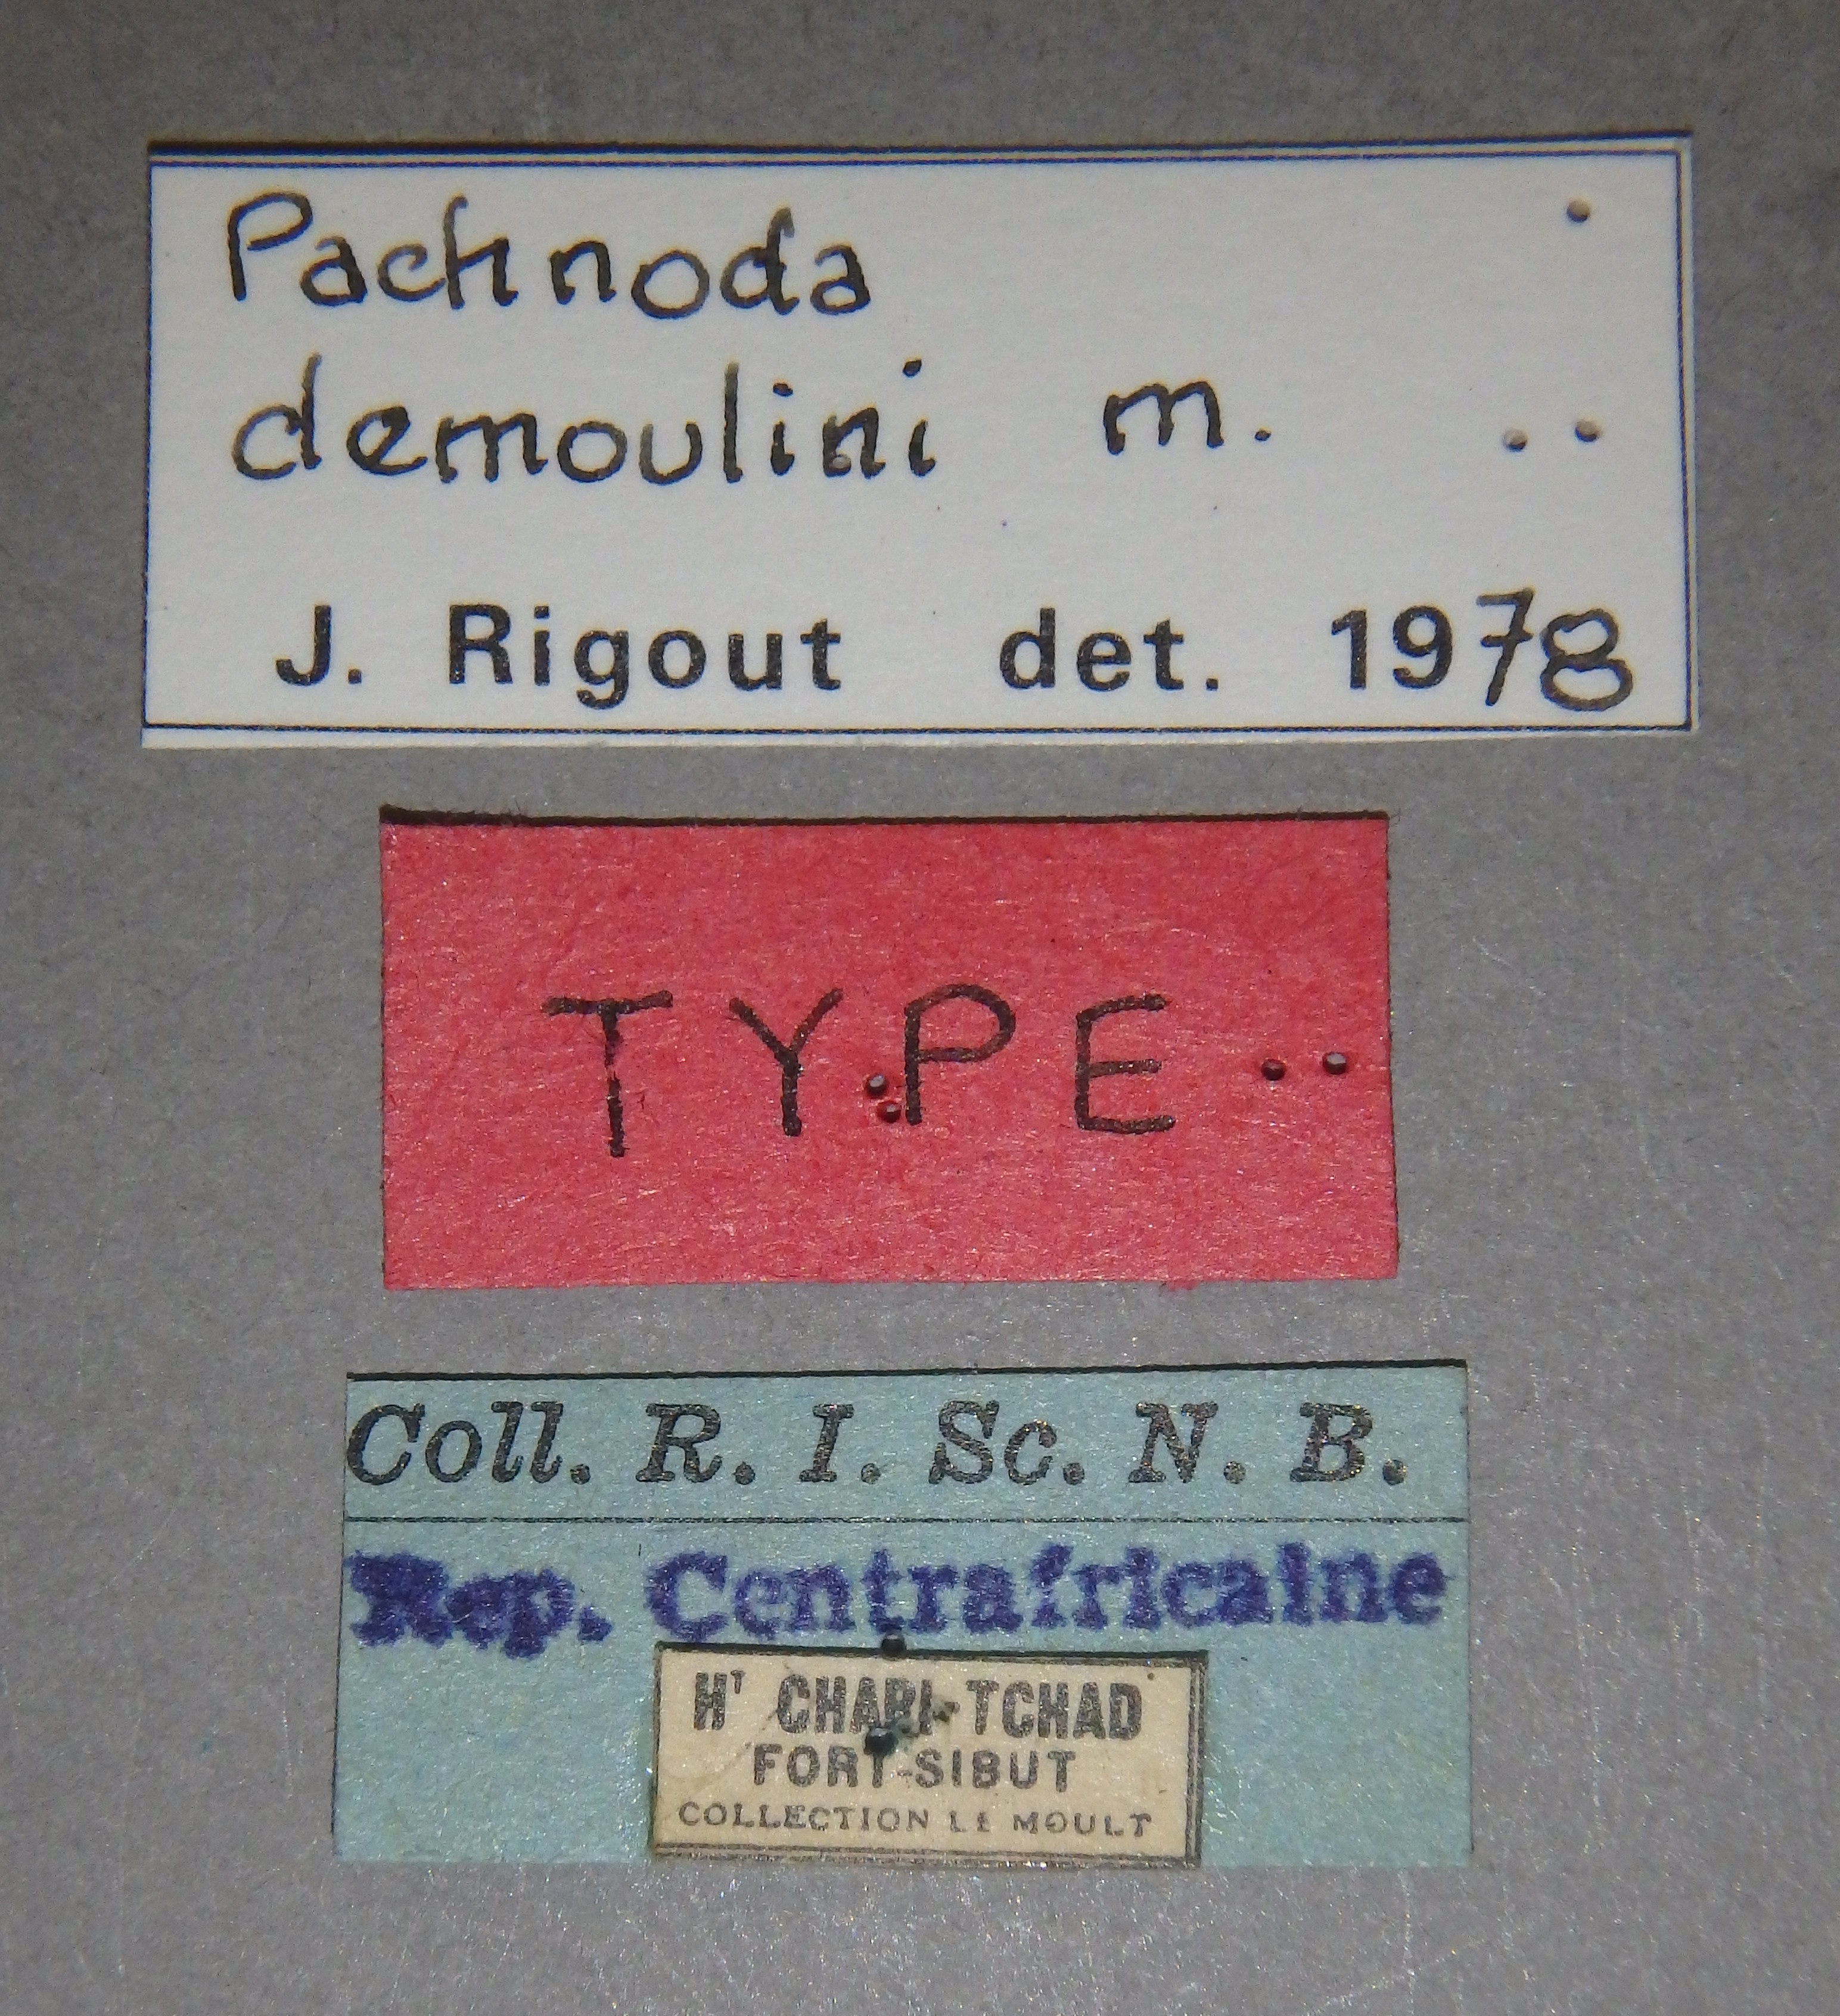 Pachnoda
demoulini m.
J. Rigout det. 1978
TYPE
Coll. R. I. Sc. N. B.
Rep. Centrafricaine
Hᵀ CHARI-TCHAD
FORT-SIBUT
COLLECTION LE MOULT